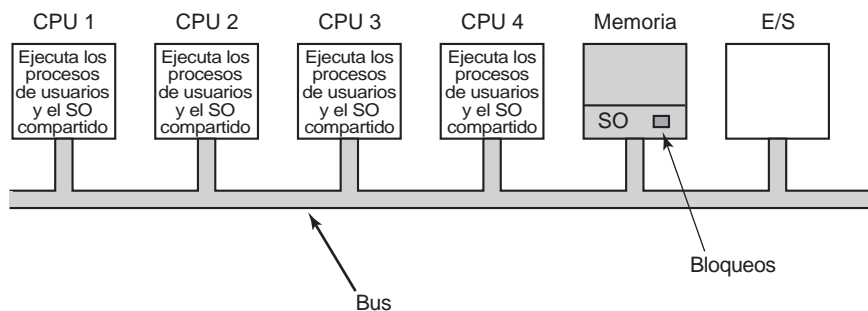 CPU 1
CPU 2
CPU 3
CPU 4
Memoria
E/S
Ejecuta los
procesos
de usuarios
y el SO
compartido
Ejecuta los
procesos
de usuarios
y el SO
compartido
Ejecuta los
procesos
de usuarios
y el SO
compartido
Ejecuta los
procesos
de usuarios
y el SO
compartido
SO
Bloqueos
Bus